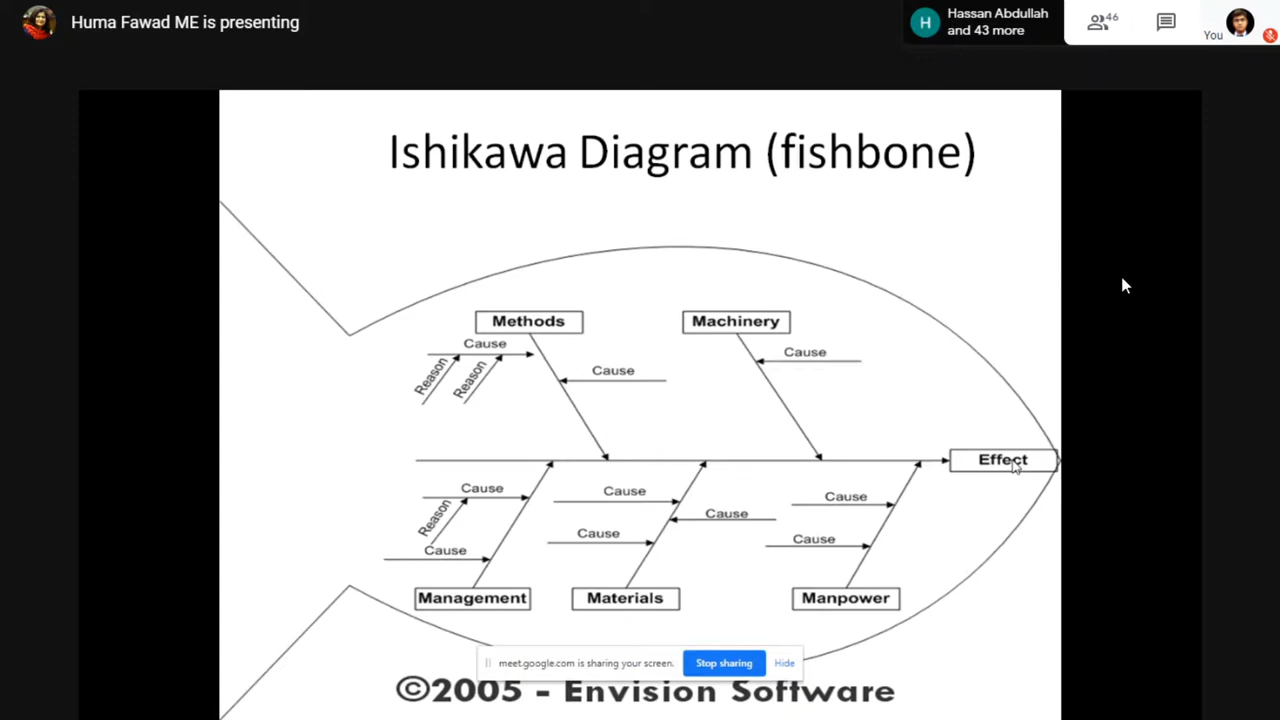 Huma Fawad ME is presenting
H
Hassan Abdullah
and 43 more
46
You
Ishikawa Diagram (fishbone)
Methods
Machinery
Cause
Reason
Reason
Cause
Cause
Effect
Cause
Reason
Cause
Cause
Cause
Cause
Cause
Cause
Management
Materials
Manpower
meet.google.com is sharing your screen.
Stop sharing
Hide
©2005 - Envision Software